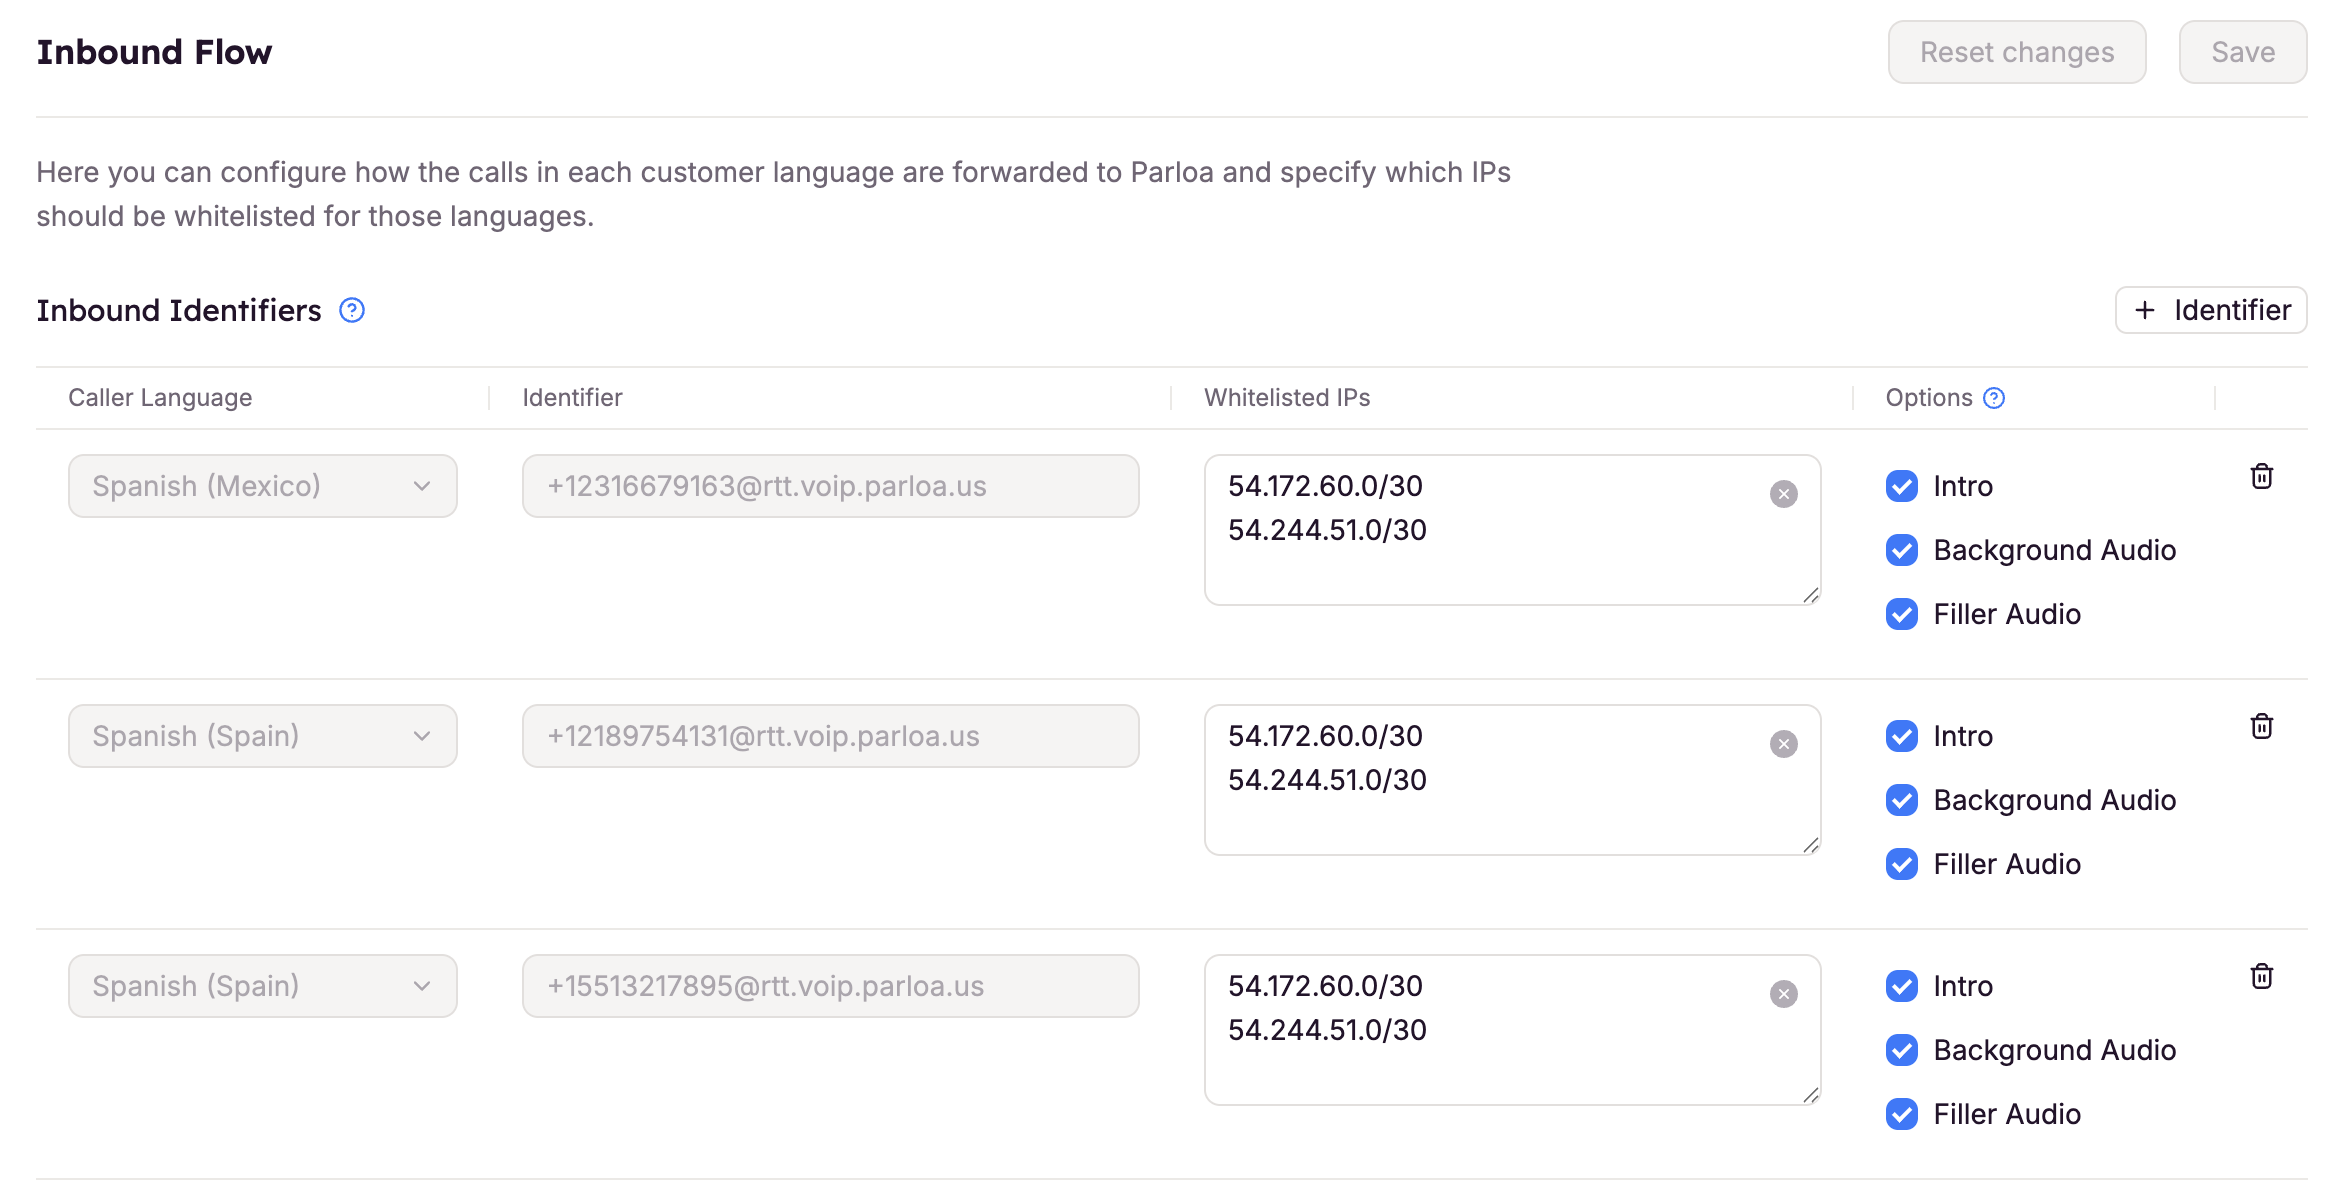 Inbound Flow
Reset changes
Save
Here you can configure how the calls in each customer language are forwarded to Parloa and specify which IPs
should be whitelisted for those languages.
Inbound Identifiers ?
+ Identifier
Caller Language
Identifier
Whitelisted IPs
Options ?
Spanish (Mexico)
+12316679163@rtt.voip.parloa.us
54.172.60.0/30
54.244.51.0/30
Intro
Background Audio
Filler Audio
Spanish (Spain)
+12189754131@rtt.voip.parloa.us
54.172.60.0/30
54.244.51.0/30
Intro
Background Audio
Filler Audio
Spanish (Spain)
+15513217895@rtt.voip.parloa.us
54.172.60.0/30
54.244.51.0/30
Intro
Background Audio
Filler Audio